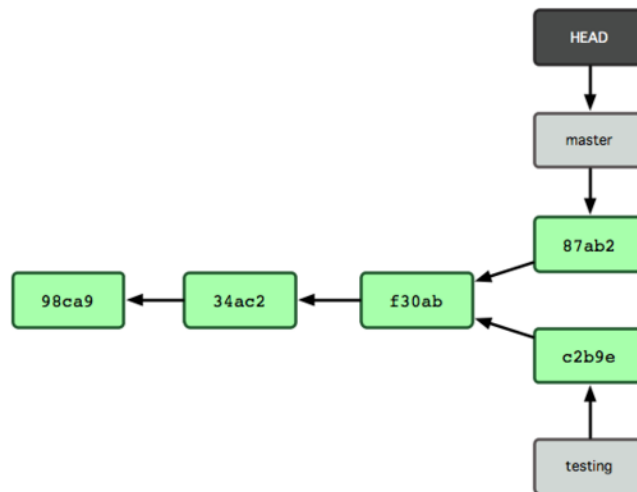 HEAD
master
87ab2
98ca9
34ac2
f30ab
c2b9e
testing